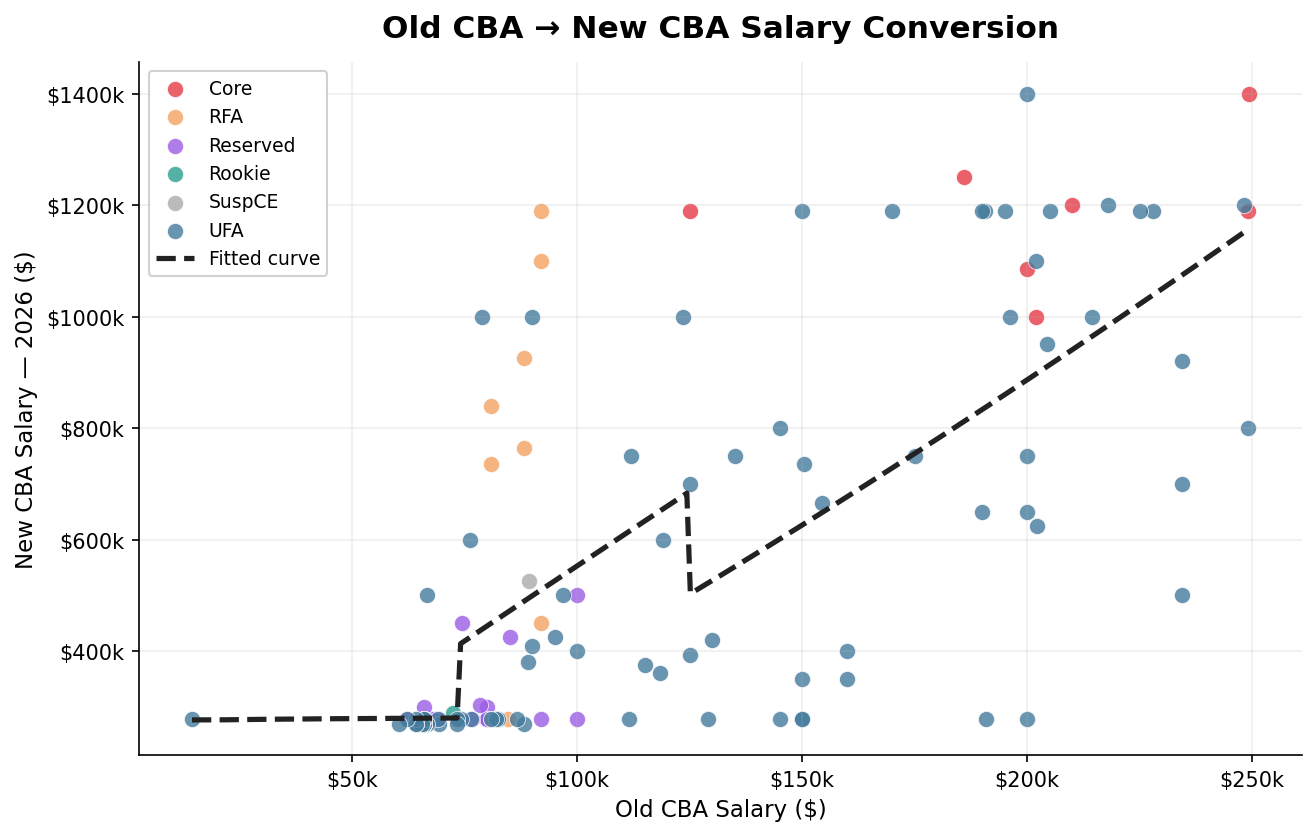 Old CBA → New CBA Salary Conversion
Core
RFA
Reserved
Rookie
SuspCE
UFA
Fitted curve
$1400k
$1200k
$1000k
$800k
$600k
$400k
New CBA Salary — 2026 ($)
$50k
$100k
$150k
$200k
$250k
Old CBA Salary ($)